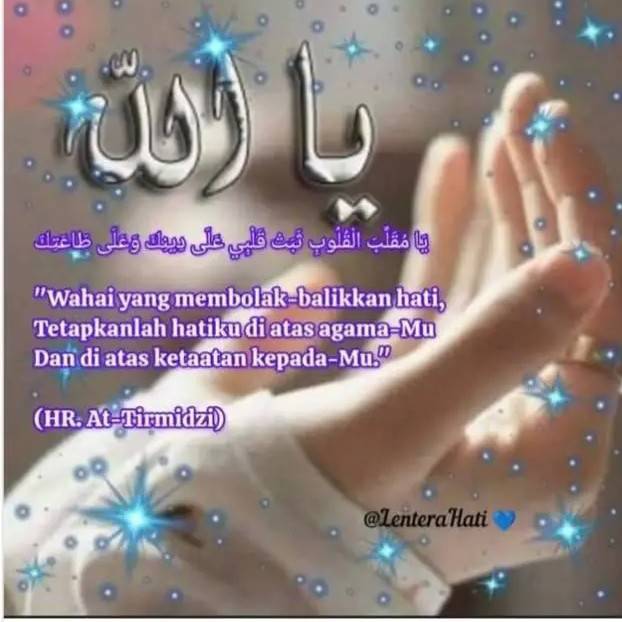 يا الله
يَا مُقَلِّبَ الْقُلُوبِ ثَبِّتْ قَلْبِي عَلَى دِينِكَ وَعَلَى طَاعَتِكَ
"Wahai yang membolak-balikkan hati,
Tetapkanlah hatiku di atas agama-Mu
Dan di atas ketaatan kepada-Mu."
(HR. At-Tirmidzi)
@LenteraHati 💙